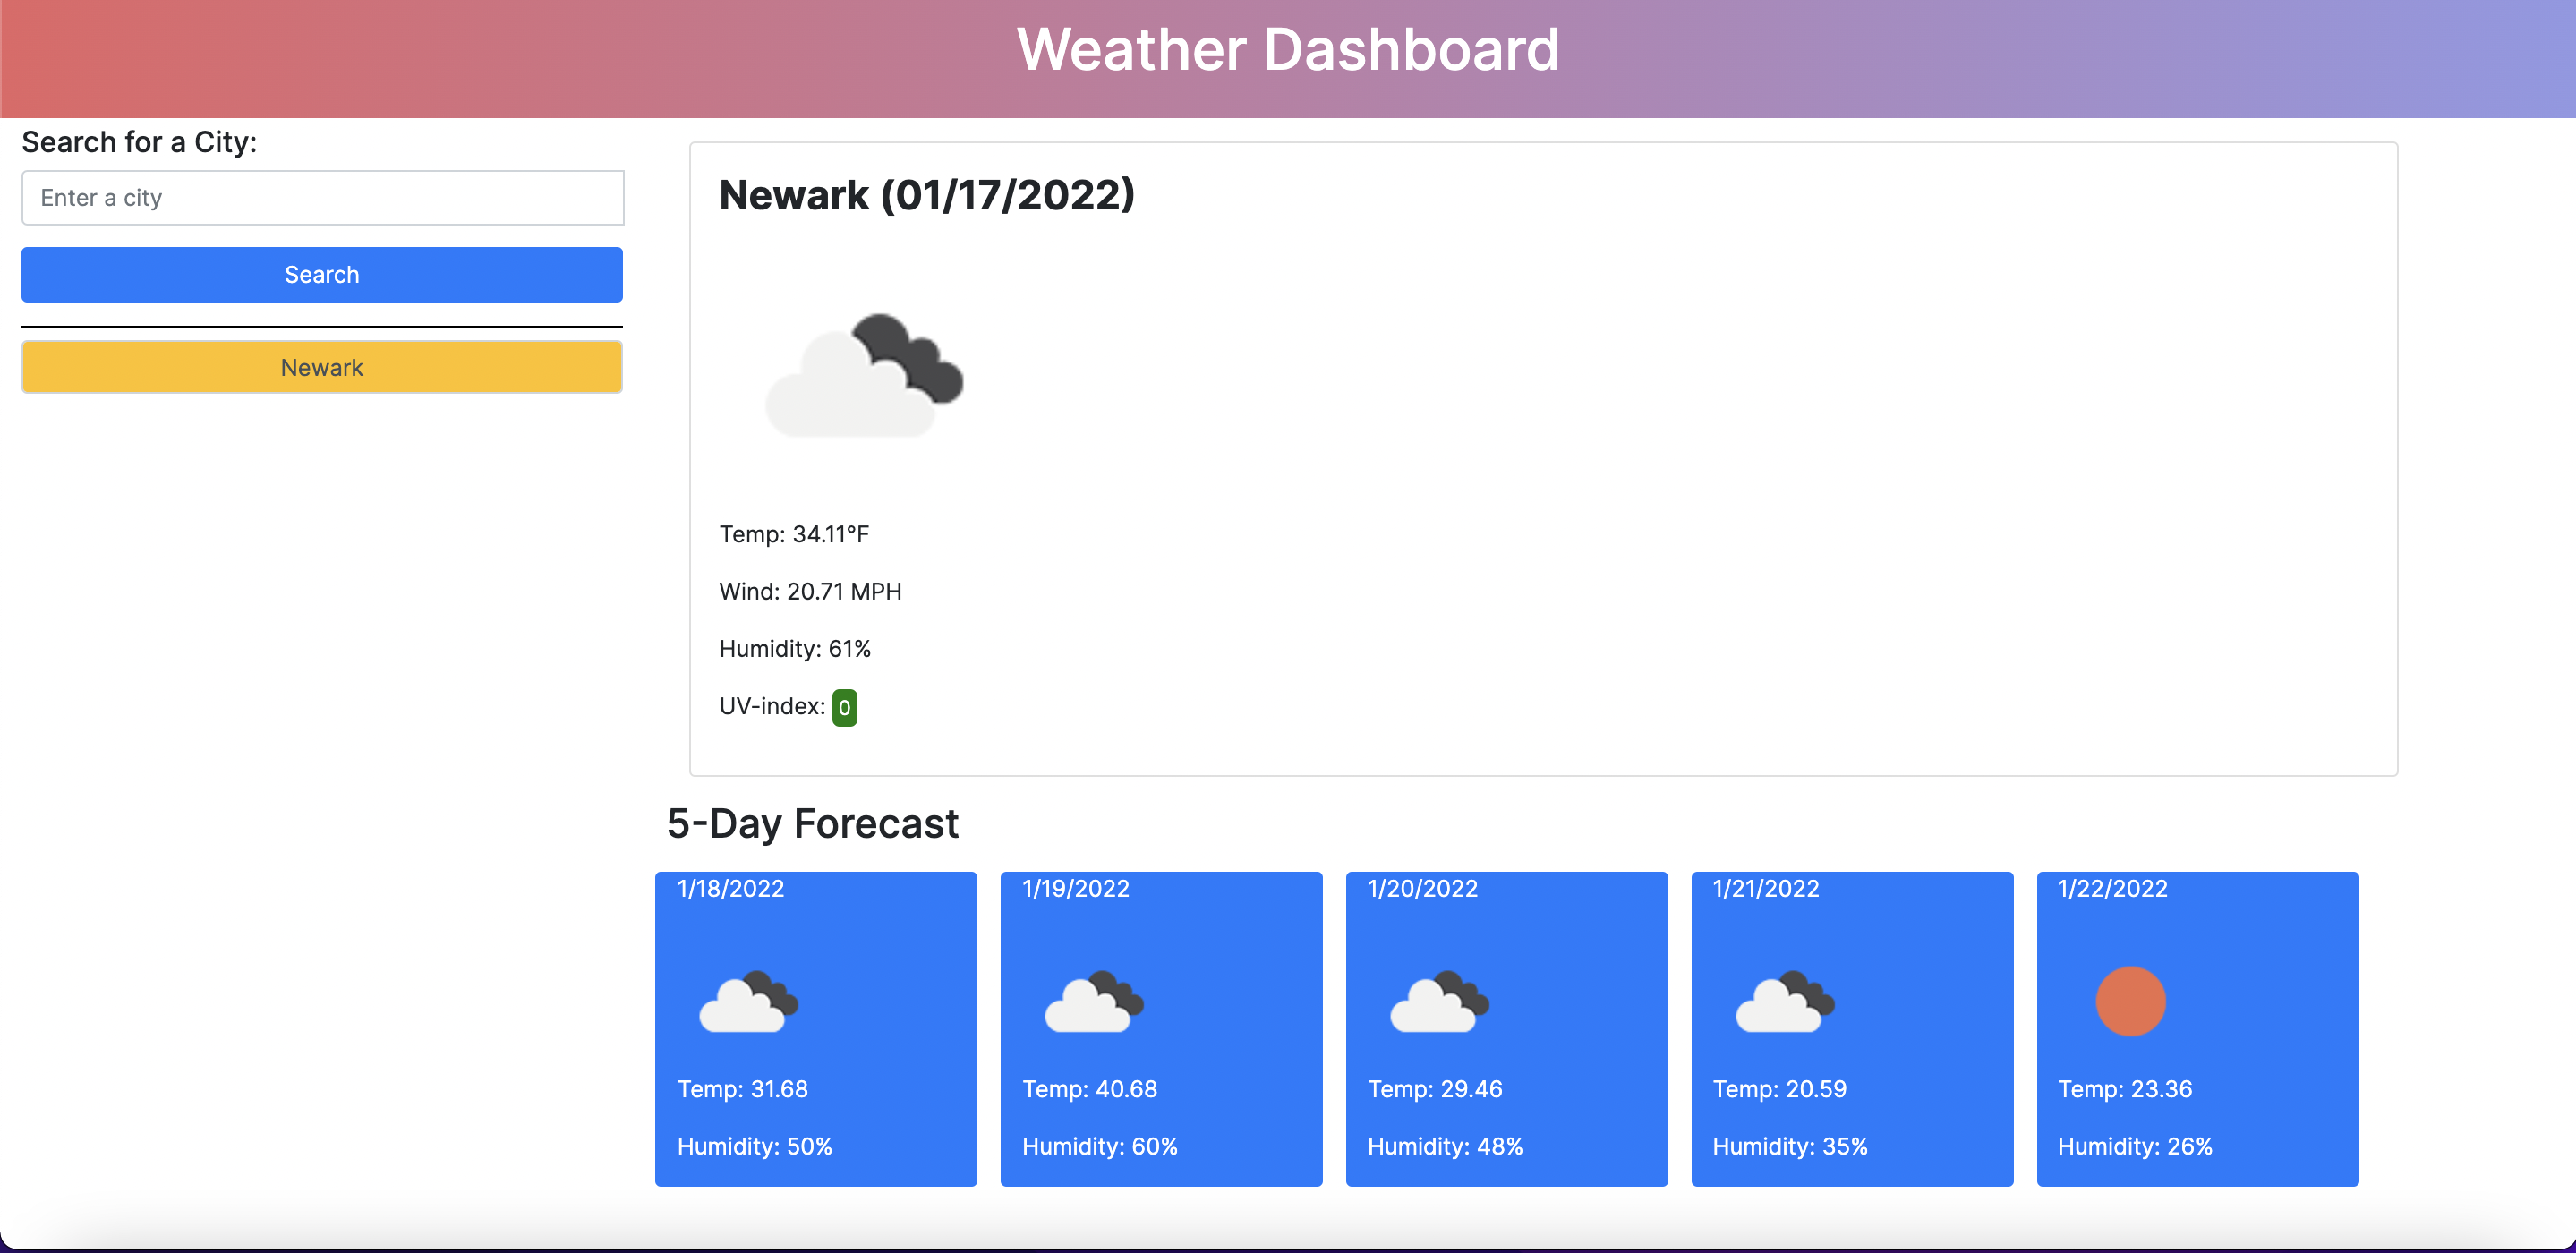 Weather Dashboard
Search for a City:
Enter a city
Search
Newark
Newark (01/17/2022)
Temp: 34.11°F
Wind: 20.71 MPH
Humidity: 61%
UV-index: 0
5-Day Forecast
1/18/2022
Temp: 31.68
Humidity: 50%
1/19/2022
Temp: 40.68
Humidity: 60%
1/20/2022
Temp: 29.46
Humidity: 48%
1/21/2022
Temp: 20.59
Humidity: 35%
1/22/2022
Temp: 23.36
Humidity: 26%